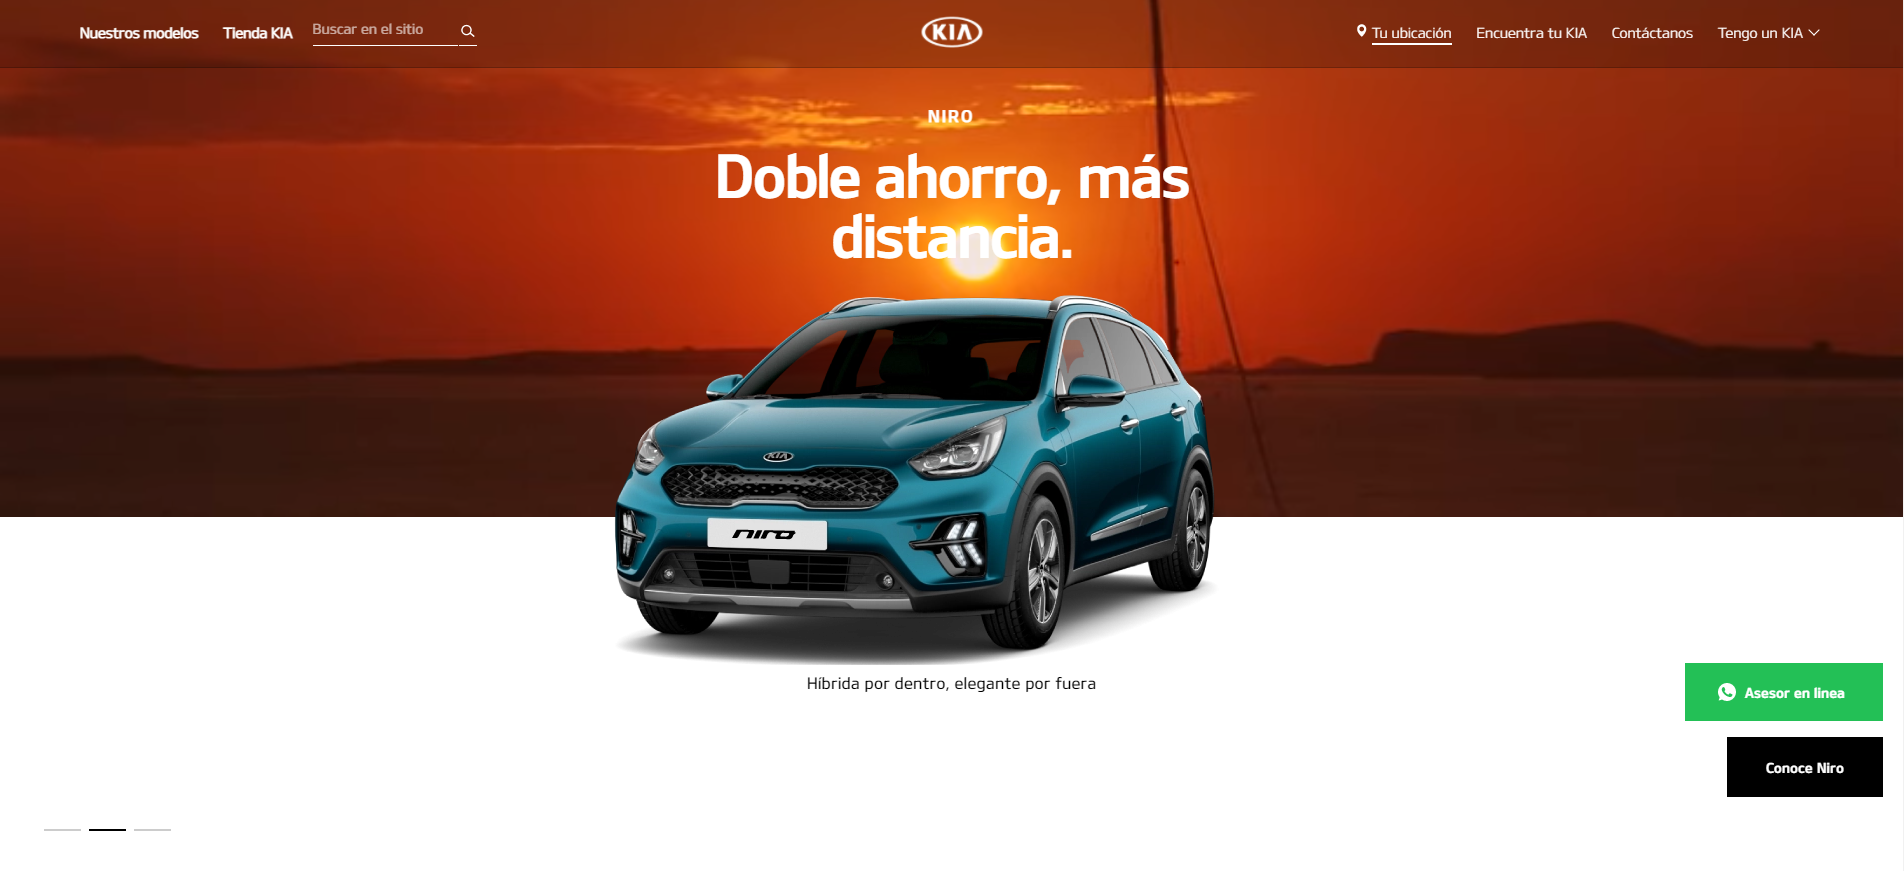 Nuestros modelos
Tienda KIA
Buscar en el sitio
KIA
Tu ubicación
Encuentra tu KIA
Contáctanos
Tengo un KIA
NIRO
Doble ahorro, más
distancia.
KIA
niro
Híbrida por dentro, elegante por fuera
Asesor en linea
Conoce Niro